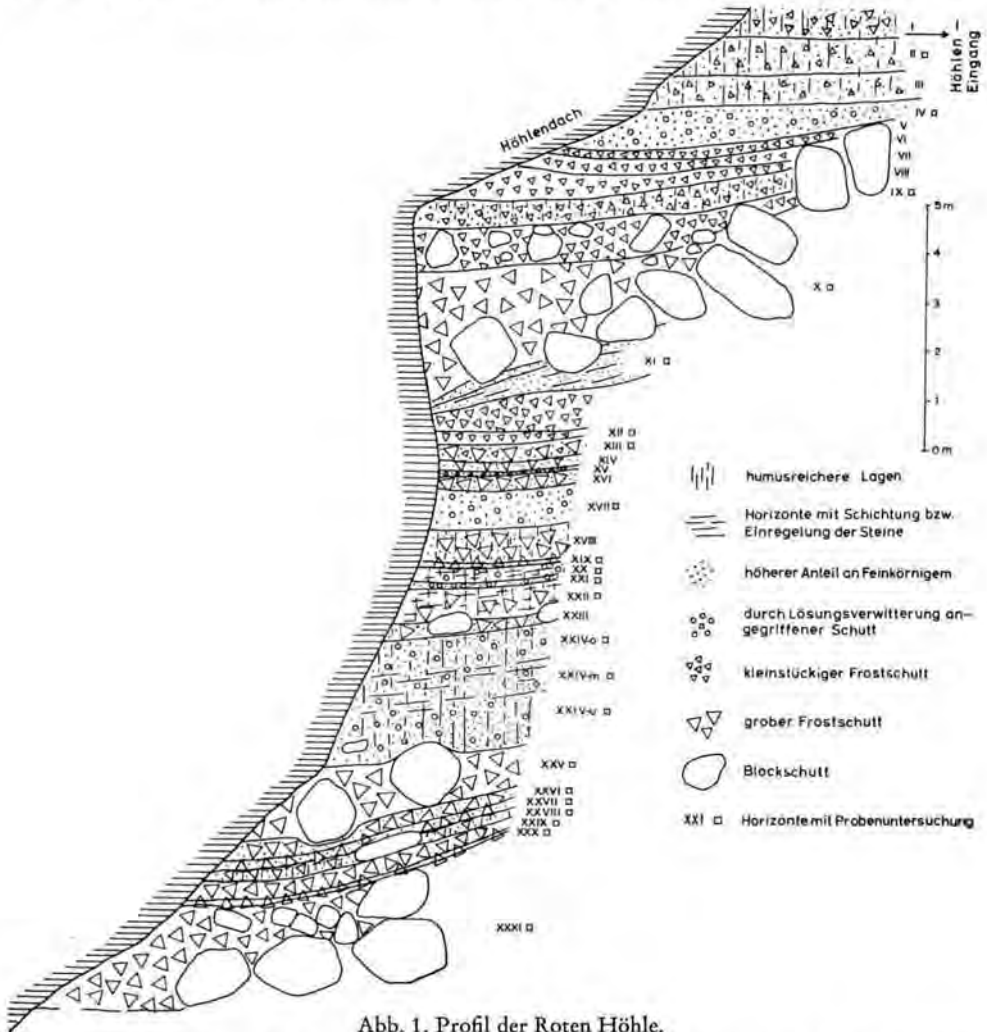 I
Höhlen
Eingang
II
III
IV
V
VI
VII
VIII
IX
Höhlendach
5m
4
3
2
1
0m
X
XI
XII
XIII
XIV
XV
XVI
XVII
XVIII
XIX
XX
XXI
XXII
XXIII
XXIV-o
XXIV-m
XXIV-u
XXV
XXVI
XXVII
XXVIII
XXIX
XXX
XXXI
humusreichere Lagen
Horizonte mit Schichtung bzw.
Einregelung der Steine
höherer Anteil an Feinkörnigem
durch Lösungsverwitterung an-
gegriffener Schutt
kleinstückiger Frostschutt
grober Frostschutt
Blockschutt
XXI Horizonte mit Probenuntersuchung
Abb. 1. Profil der Roten Höhle.